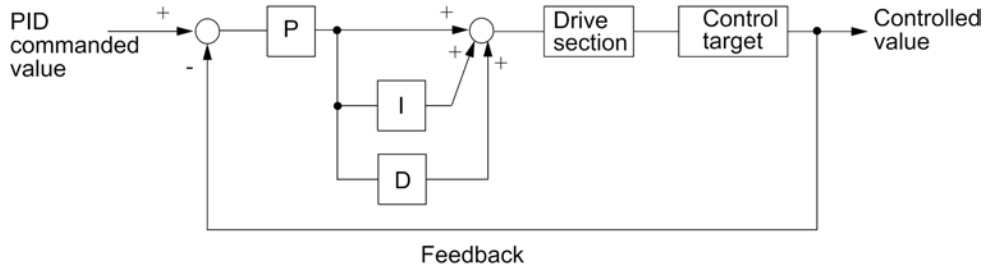 PID
commanded
value
+
-
P
+
+
+
I
D
Drive
section
Control
target
Controlled
value
Feedback